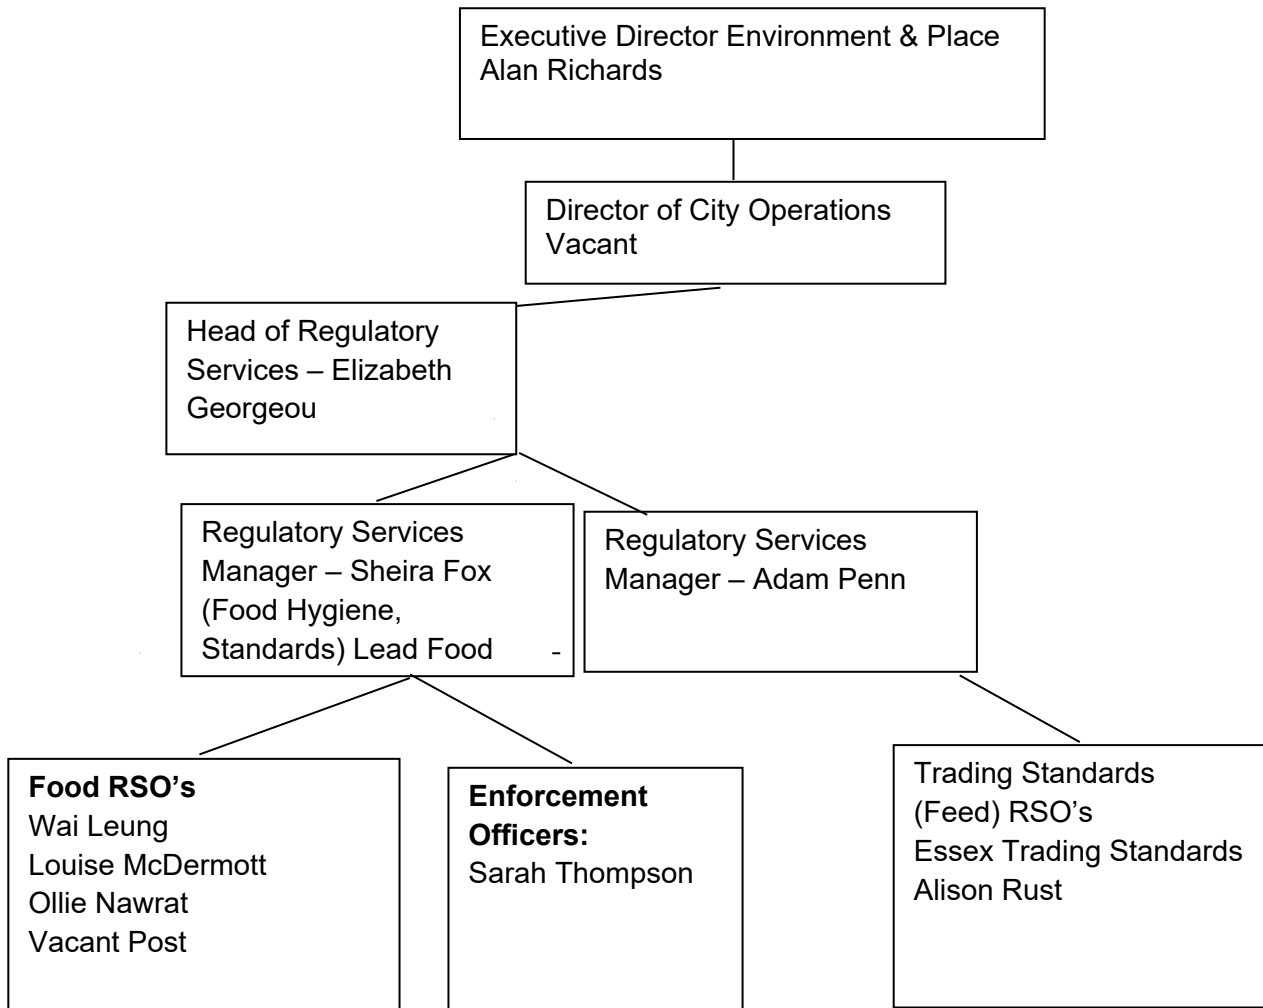 Executive Director Environment & Place
Alan Richards
Director of City Operations
Vacant
Head of Regulatory
Services – Elizabeth
Georgeou
Regulatory Services
Manager – Sheira Fox
(Food Hygiene,
Standards) Lead Food -
Regulatory Services
Manager – Adam Penn
Food RSO’s
Wai Leung
Louise McDermott
Ollie Nawrat
Vacant Post
Enforcement
Officers:
Sarah Thompson
Trading Standards
(Feed) RSO’s
Essex Trading Standards
Alison Rust